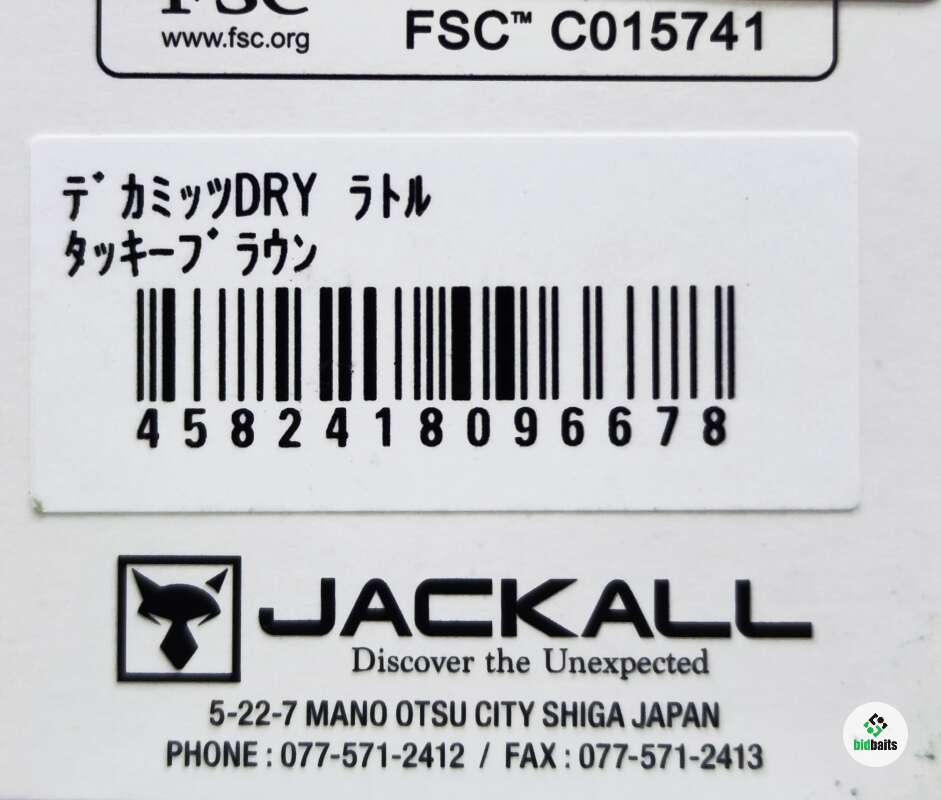 FSC
www.fsc.org
FSC™ C015741
デカミッツDRY ラトル
タッキーブラウン
4582418096678
JACKALL
Discover the Unexpected
5-22-7 MANO OTSU CITY SHIGA JAPAN
PHONE : 077-571-2412 / FAX : 077-571-2413
bidbaits